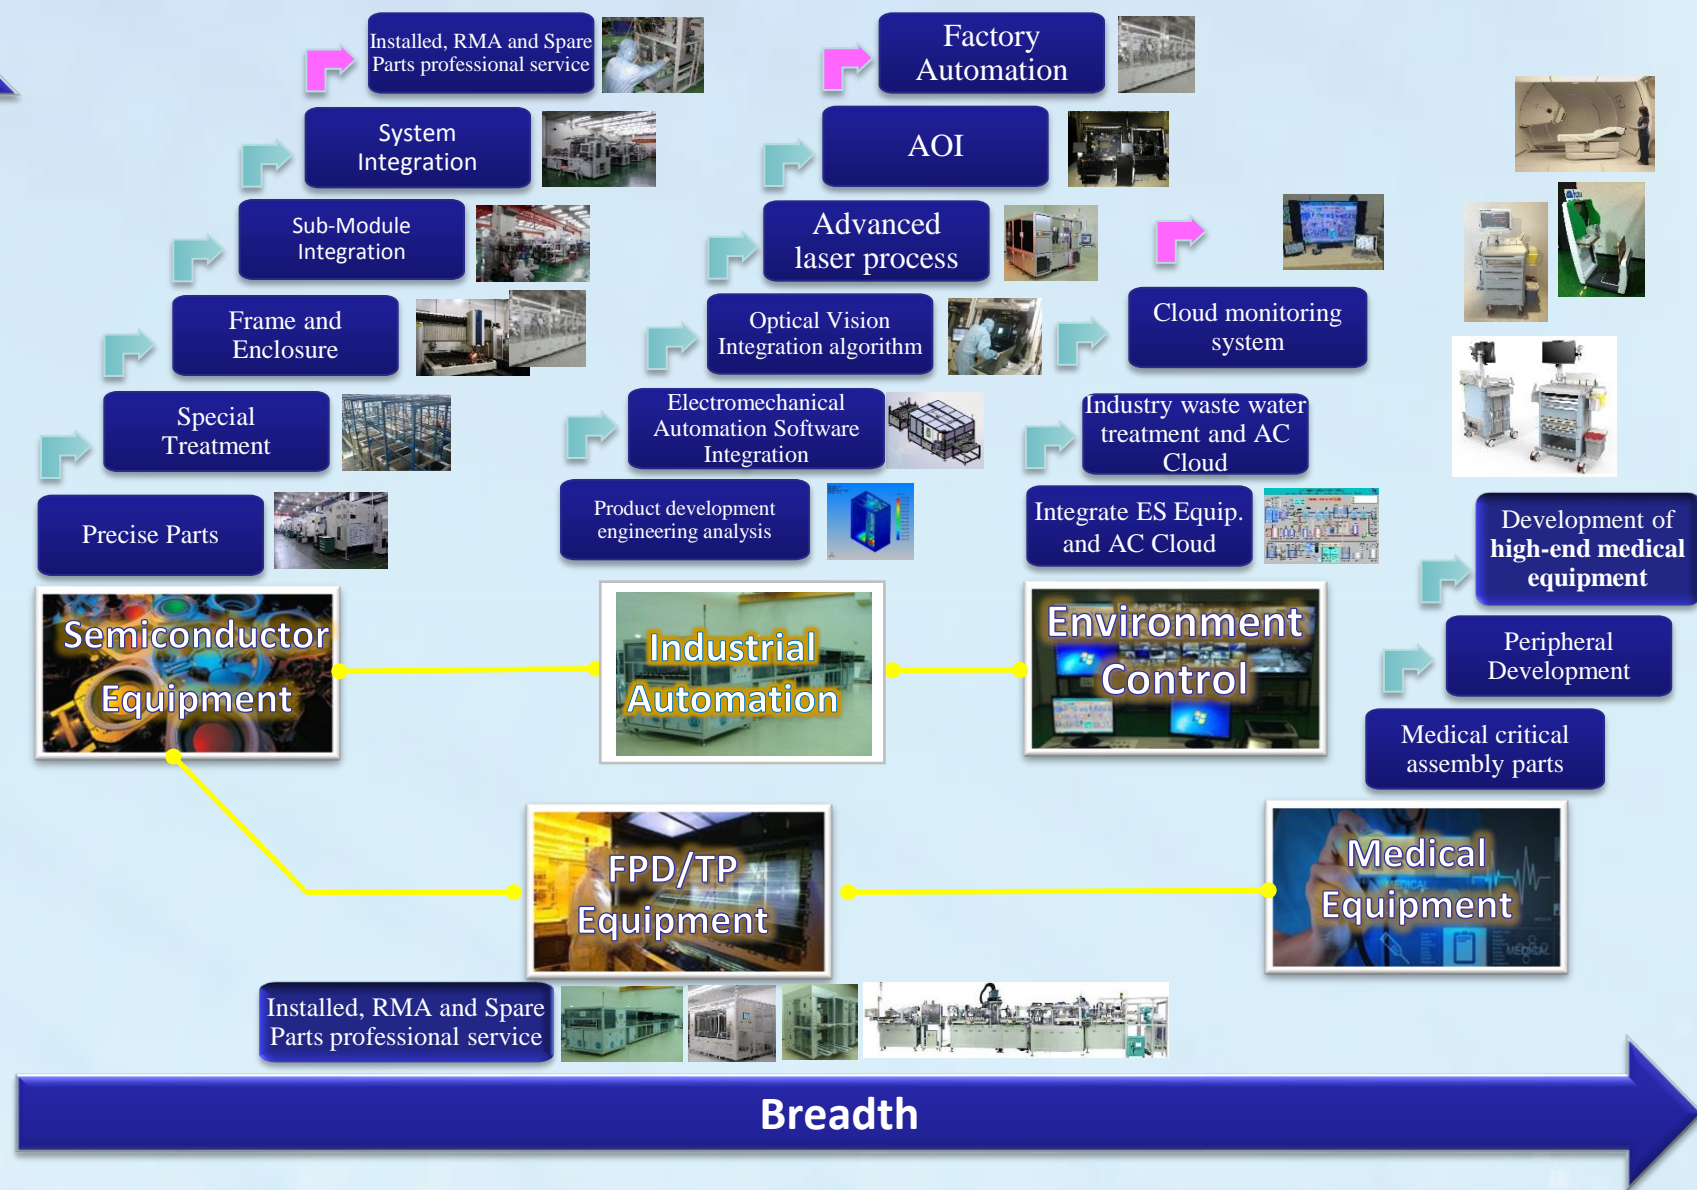 Installed, RMA and Spare
Parts professional service
System
Integration
Sub-Module
Integration
Frame and
Enclosure
Special
Treatment
Precise Parts
Semiconductor
Equipment
Factory
Automation
AOI
Advanced
laser process
Optical Vision
Integration algorithm
Electromechanical
Automation Software
Integration
Product development
engineering analysis
Industrial
Automation
Cloud monitoring
system
Industry waste water
treatment and AC
Cloud
Integrate ES Equip.
and AC Cloud
Environment
Control
Development of
high-end medical
equipment
Peripheral
Development
Medical critical
assembly parts
FPD/TP
Equipment
Medical
Equipment
MEDICAL
MEDICAL
Installed, RMA and Spare
Parts professional service
Breadth